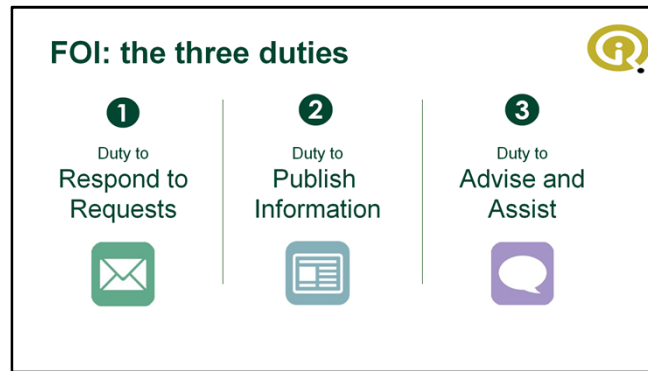 FOI: the three duties
1
Duty to
Respond to
Requests
2
Duty to
Publish
Information
3
Duty to
Advise and
Assist